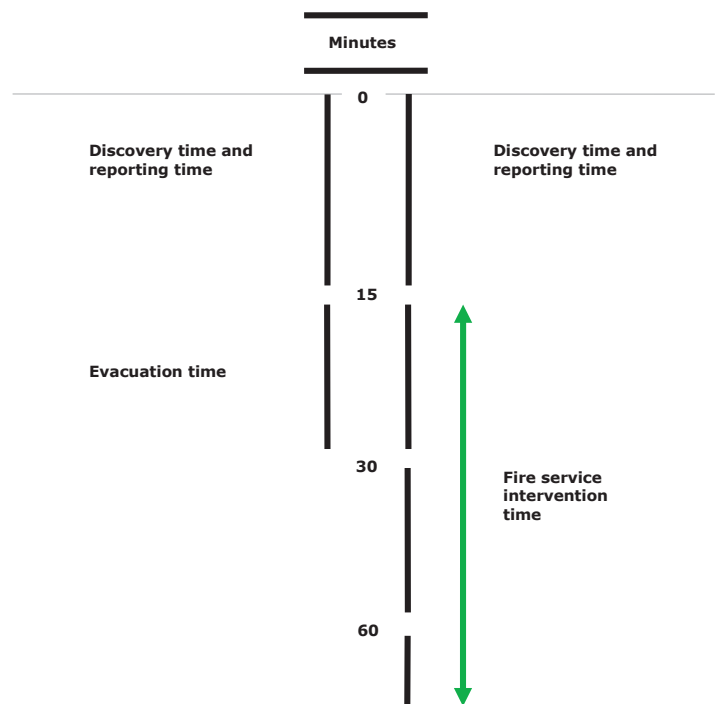 Minutes
0
Discovery time and
reporting time
Discovery time and
reporting time
15
Evacuation time
30
Fire service
intervention
time
60